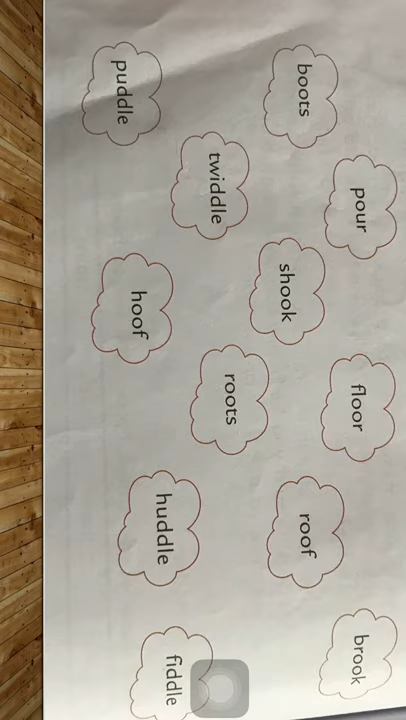 pour
floor
brook
boots
shook
roof
twiddle
roots
puddle
hoof
huddle
fiddle